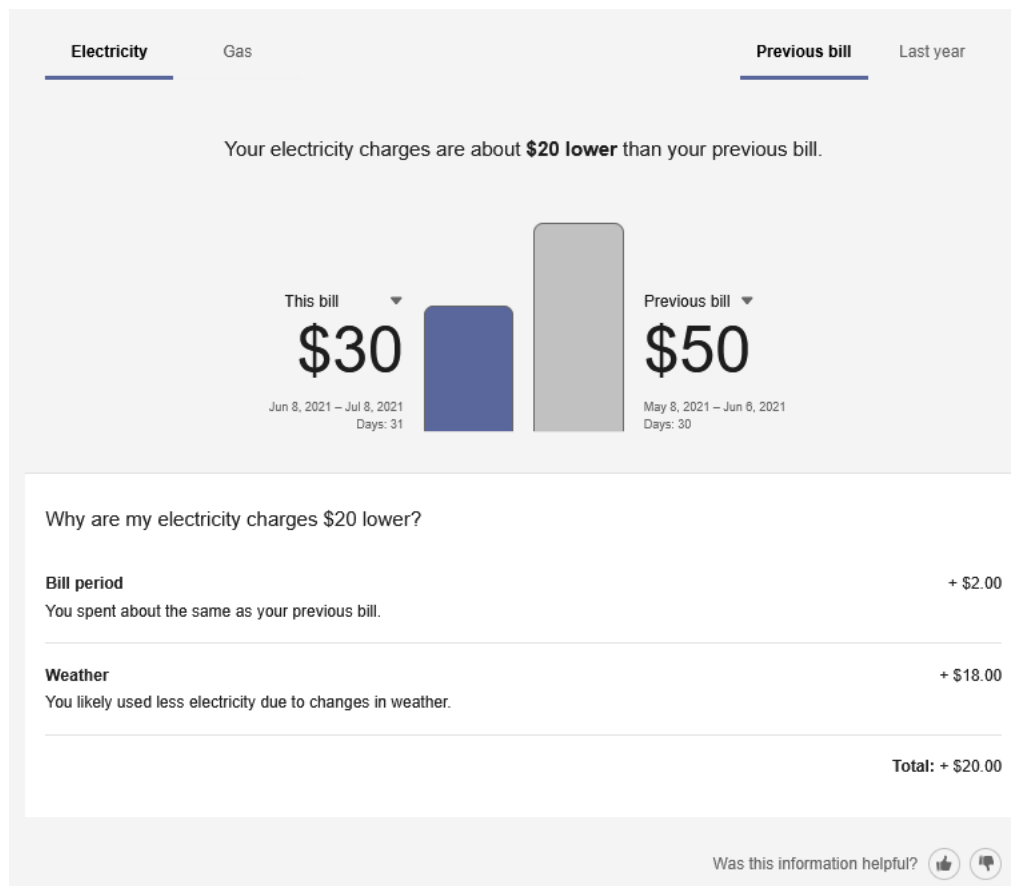 Electricity Gas Previous bill Last year
Your electricity charges are about $20 lower than your previous bill.
This bill
$30
Jun 8, 2021 – Jul 8, 2021
Days: 31
Previous bill
$50
May 8, 2021 – Jun 6, 2021
Days: 30
Why are my electricity charges $20 lower?
Bill period + $2.00
You spent about the same as your previous bill.
Weather + $18.00
You likely used less electricity due to changes in weather.
Total: + $20.00
Was this information helpful?